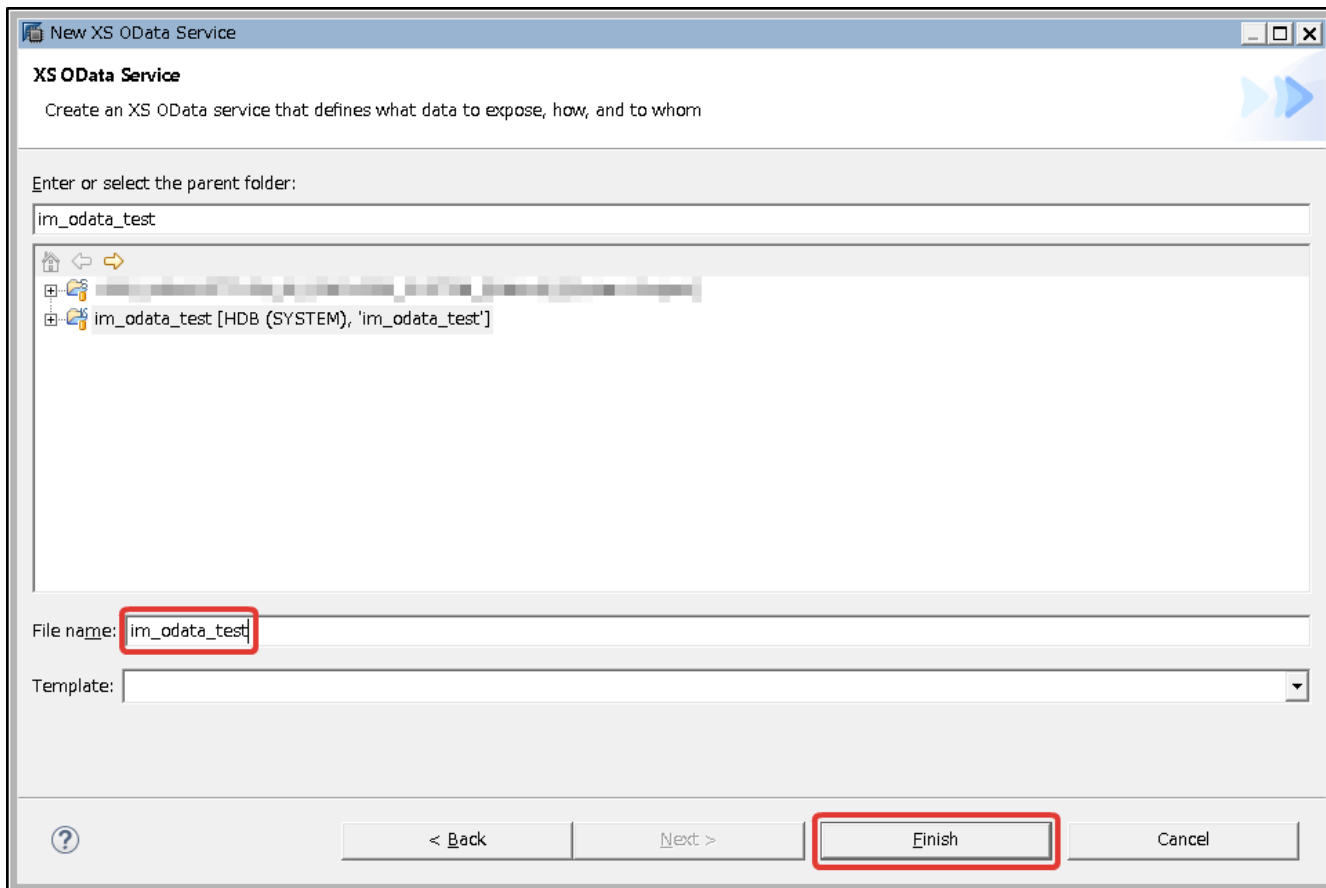 New XS OData Service
XS OData Service
Create an XS OData service that defines what data to expose, how, and to whom
Enter or select the parent folder:
im_odata_test
im_odata_test [HDB (SYSTEM), 'im_odata_test']
File name: im_odata_test
Template:
< Back Next > Finish Cancel